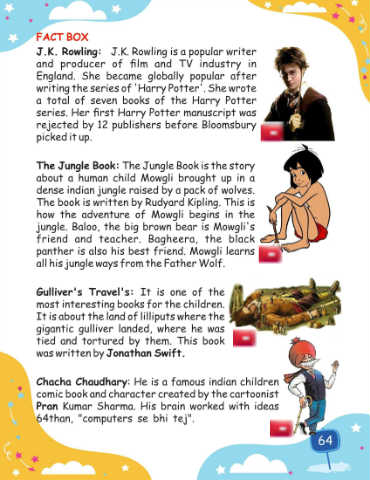 FACT BOX
J.K. Rowling: J.K. Rowling is a popular writer
and producer of film and TV industry in
England. She became globally popular after
writing the series of 'Harry Potter'. She wrote
a total of seven books of the Harry Potter
series. Her first Harry Potter manuscript was
rejected by 12 publishers before Bloomsbury
picked it up.
The Jungle Book: The Jungle Book is the story
about a human child Mowgli brought up in a
dense indian jungle raised by a pack of wolves.
The book is written by Rudyard Kipling. This is
how the adventure of Mowgli begins in the
jungle. Baloo, the big brown bear is Mowgli's
friend and teacher. Bagheera, the black
panther is also his best friend. Mowgli learns
all his jungle ways from the Father Wolf.
Gulliver's Travel's: It is one of the
most interesting books for the children.
It is about the land of lilliputs where the
gigantic gulliver landed, where he was
tied and tortured by them. This book
was written by Jonathan Swift.
Chacha Chaudhary: He is a famous indian children
comic book and character created by the cartoonist
Pran Kumar Sharma. His brain worked with ideas
64than, "computers se bhi tej".
64